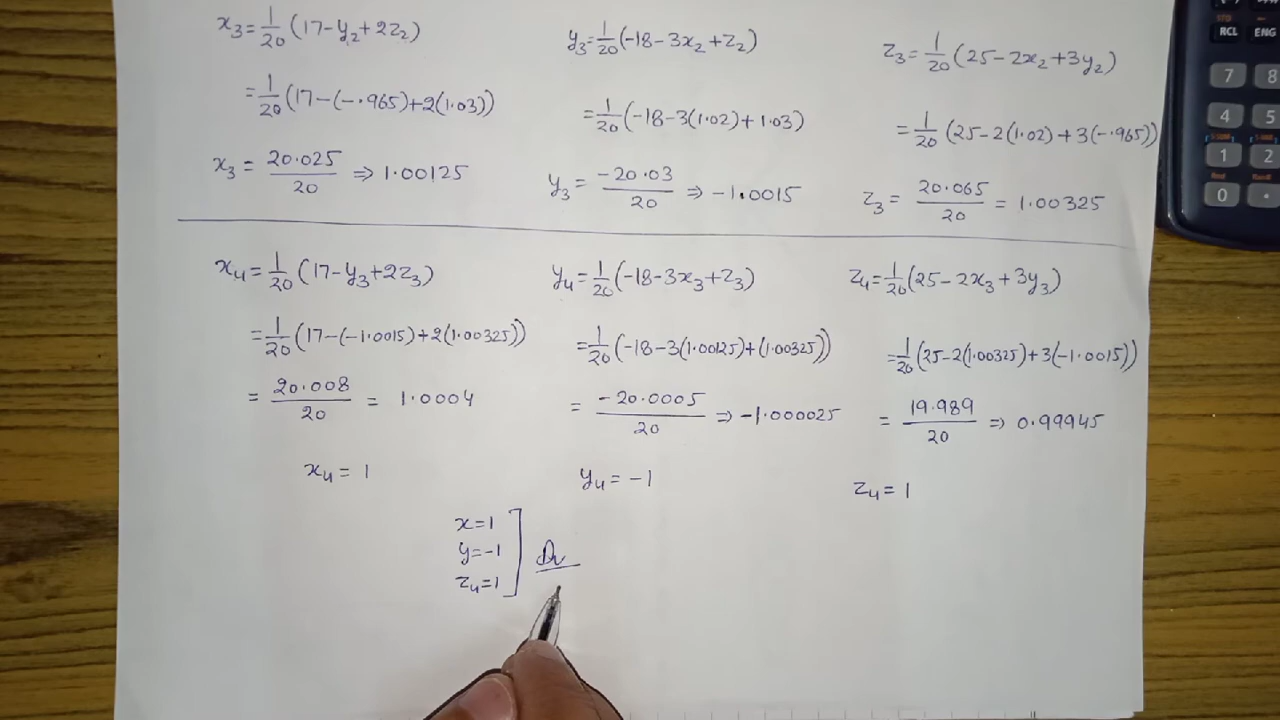 x₃ = 1/20 (17 - y₂ + 2z₂)
= 1/20 (17 - (-.965) + 2(1.03))
x₃ = 20.025/20 ⇒ 1.00125
y₃ = 1/20 (-18 - 3x₂ + z₂)
= 1/20 (-18 - 3(1.02) + 1.03)
y₃ = -20.03/20 ⇒ -1.0015
z₃ = 1/20 (25 - 2x₂ + 3y₂)
= 1/20 (25 - 2(1.02) + 3(-.965))
z₃ = 20.065/20 = 1.00325
x₄ = 1/20 (17 - y₃ + 2z₃)
= 1/20 (17 - (-1.0015) + 2(1.00325))
= 20.008/20 = 1.0004
x₄ = 1
y₄ = 1/20 (-18 - 3x₃ + z₃)
= 1/20 (-18 - 3(1.00125) + (1.00325))
= -20.0005/20 ⇒ -1.000025
y₄ = -1
z₄ = 1/20 (25 - 2x₃ + 3y₃)
= 1/20 (25 - 2(1.00325) + 3(-1.0015))
= 19.989/20 ⇒ 0.99945
z₄ = 1
x = 1
y = -1
z₄ = 1
RCL ENG
7 8
4 5
1 2
0 .